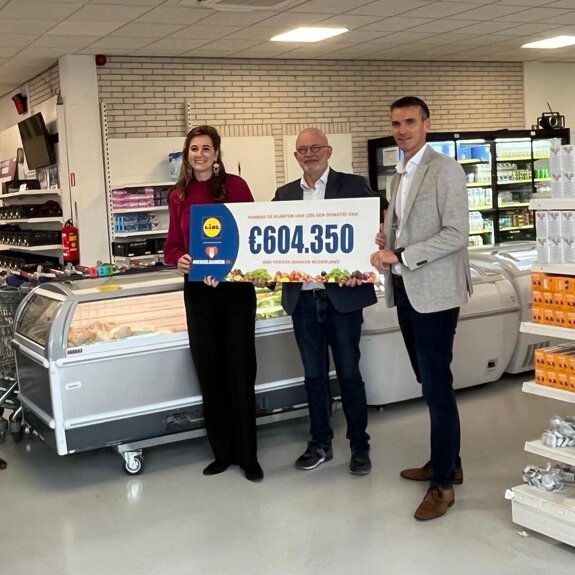 NAMENS DE KLANTEN VAN LIDL EEN DONATIE VAN
LIDL
€604.350
VOEDSELBANKEN.NL
AAN VOEDSELBANKEN NEDERLAND